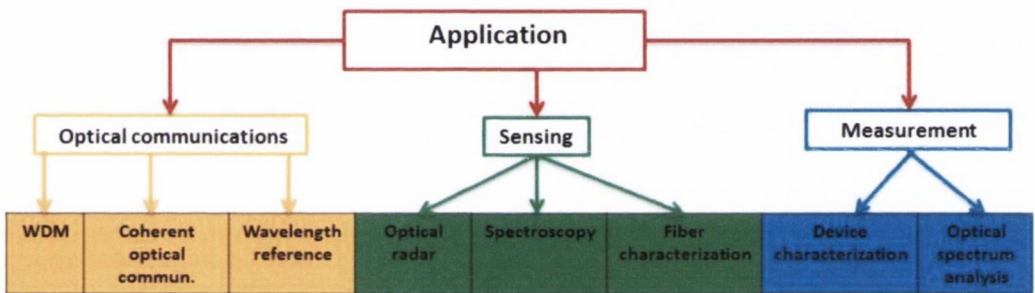 Application
Optical communications
Sensing
Measurement
WDM
Coherent
optical
commun.
Wavelength
reference
Optical
radar
Spectroscopy
Fiber
characterization
Device
characterization
Optical
spectrum
analysis